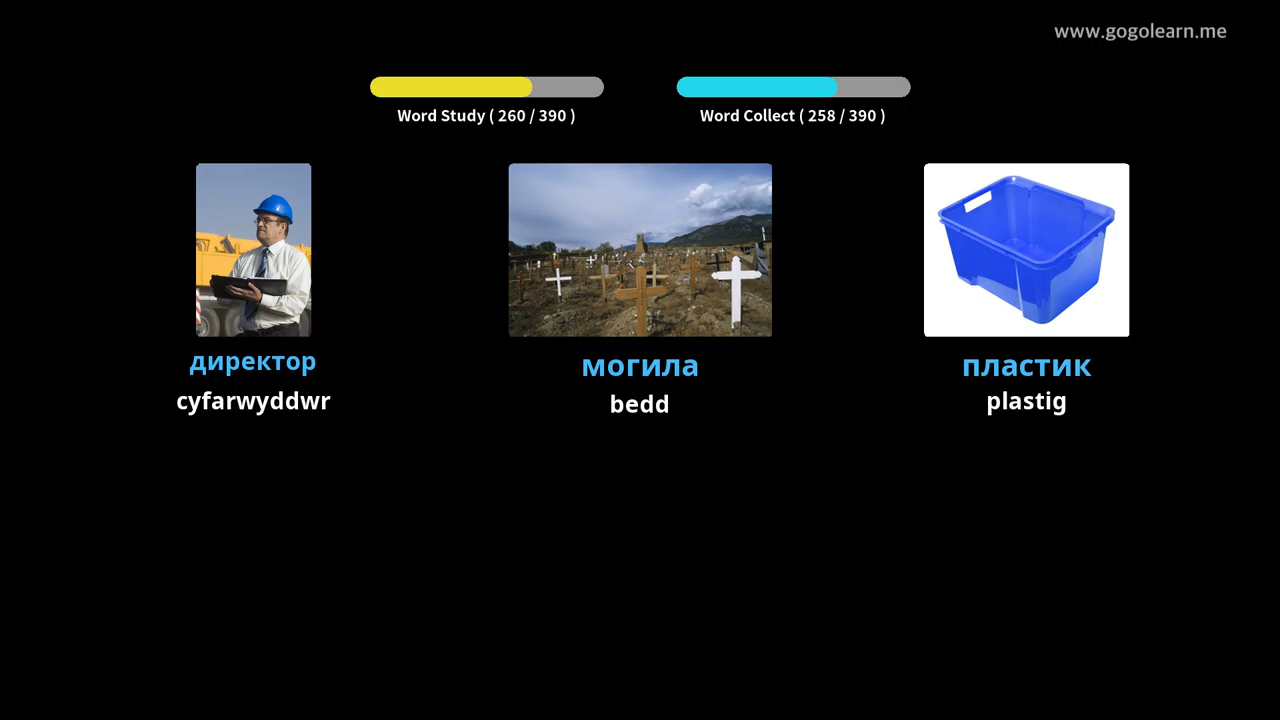 www.gogolearn.me
Word Study ( 260 / 390 )
Word Collect ( 258 / 390 )
директор
могила
пластик
cyfarwyddwr
bedd
plastig